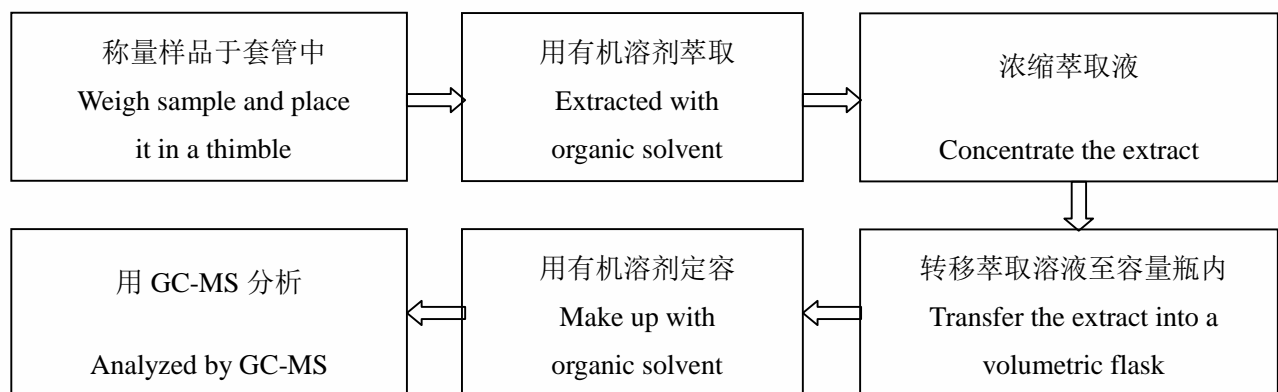 称量样品于套管中
Weigh sample and place
it in a thimble
用有机溶剂萃取
Extracted with
organic solvent
浓缩萃取液
Concentrate the extract
转移萃取溶液至容量瓶内
Transfer the extract into a
volumetric flask
用有机溶剂定容
Make up with
organic solvent
用 GC-MS 分析
Analyzed by GC-MS